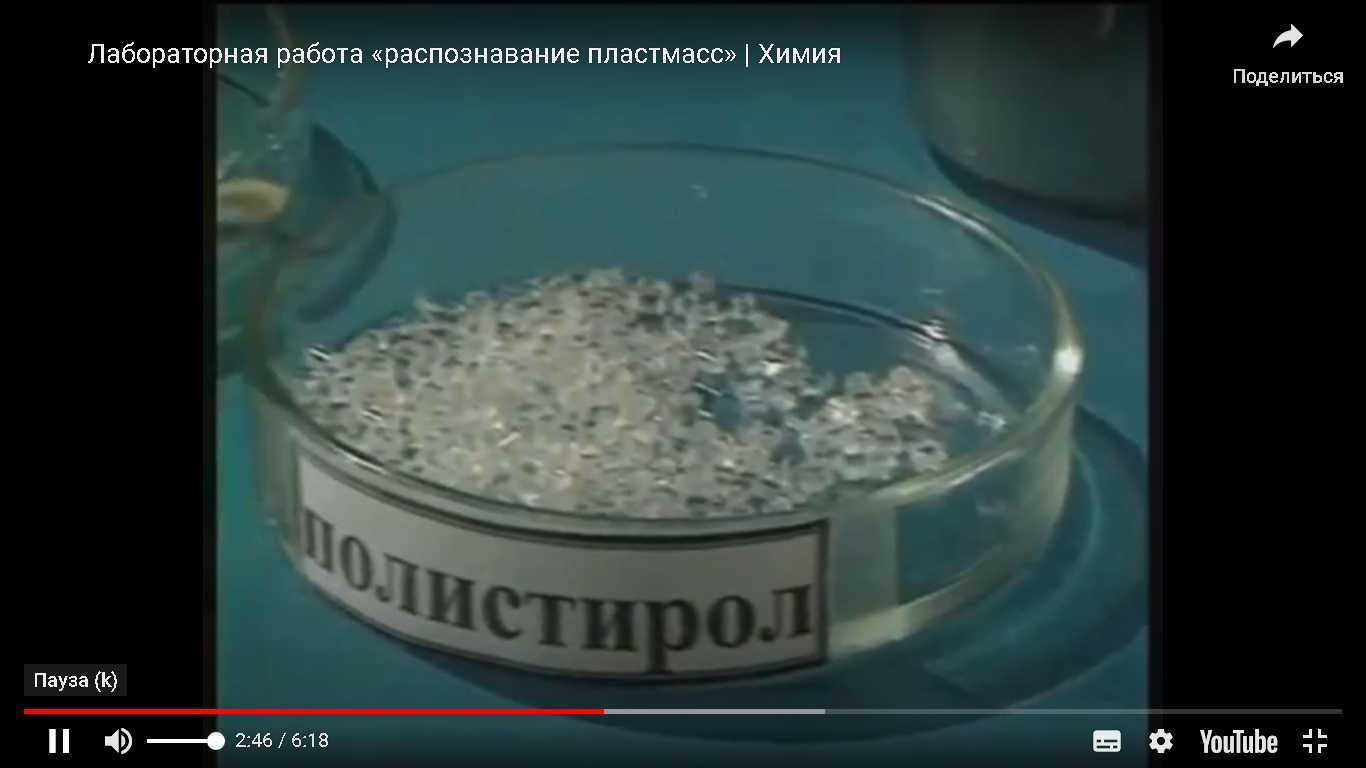 Лабораторная работа «распознавание пластмасс» | Химия
Поделиться
полистирол
Пауза (k)
2:46 / 6:18
YouTube